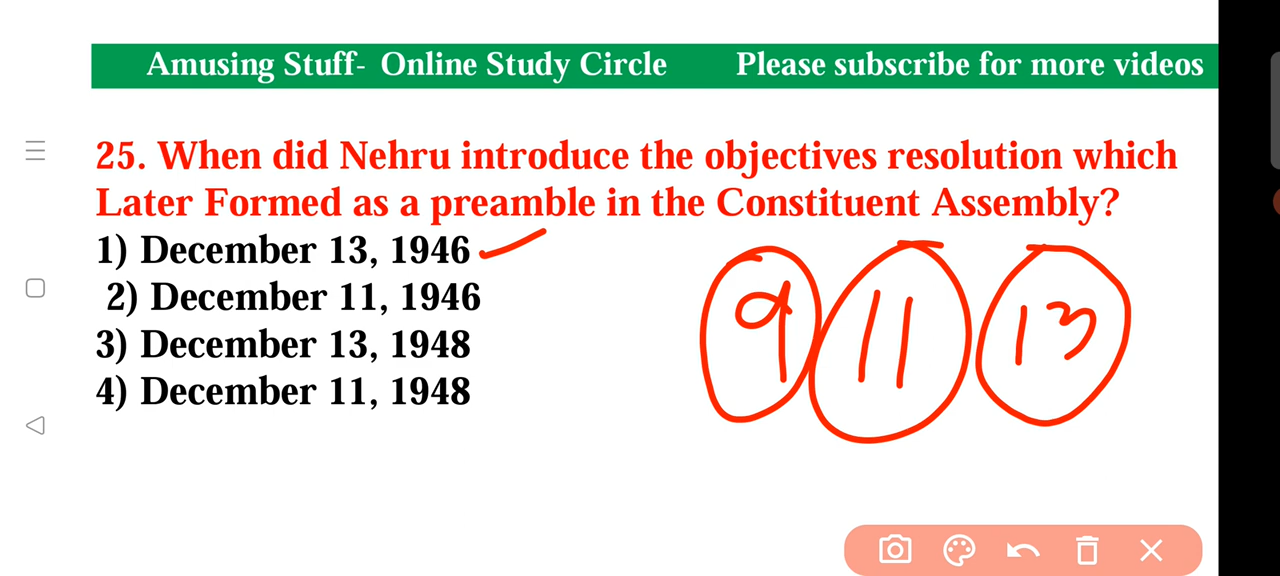 Amusing Stuff- Online Study Circle Please subscribe for more videos
25. When did Nehru introduce the objectives resolution which
Later Formed as a preamble in the Constituent Assembly?
1) December 13, 1946
2) December 11, 1946
3) December 13, 1948
4) December 11, 1948
9 11 13